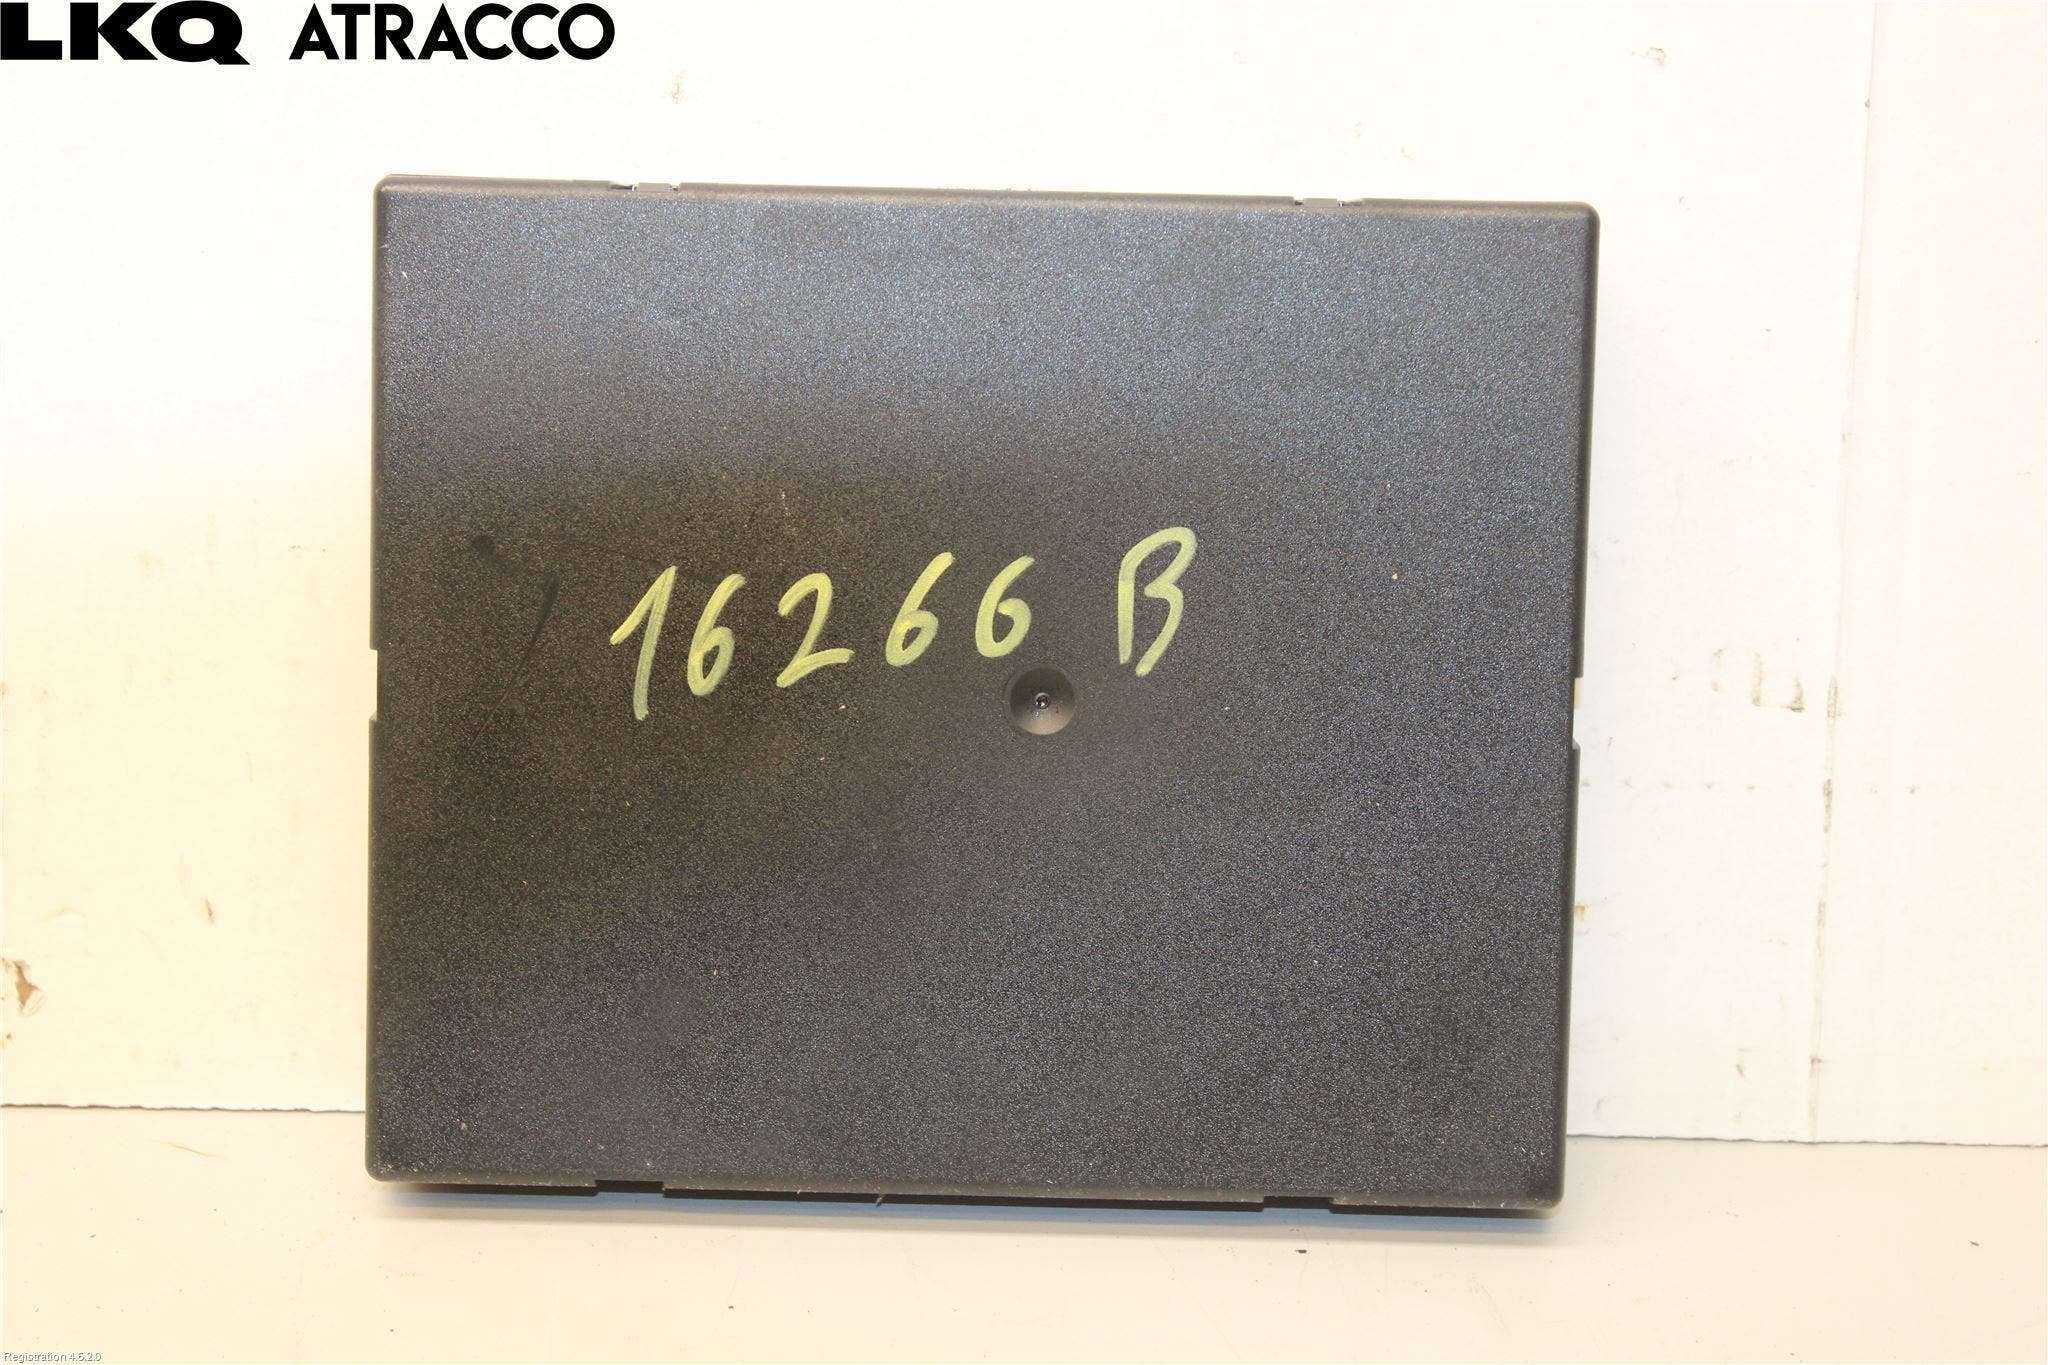 LKQ ATRACCO
16266 B
Registration 4.5.2.0